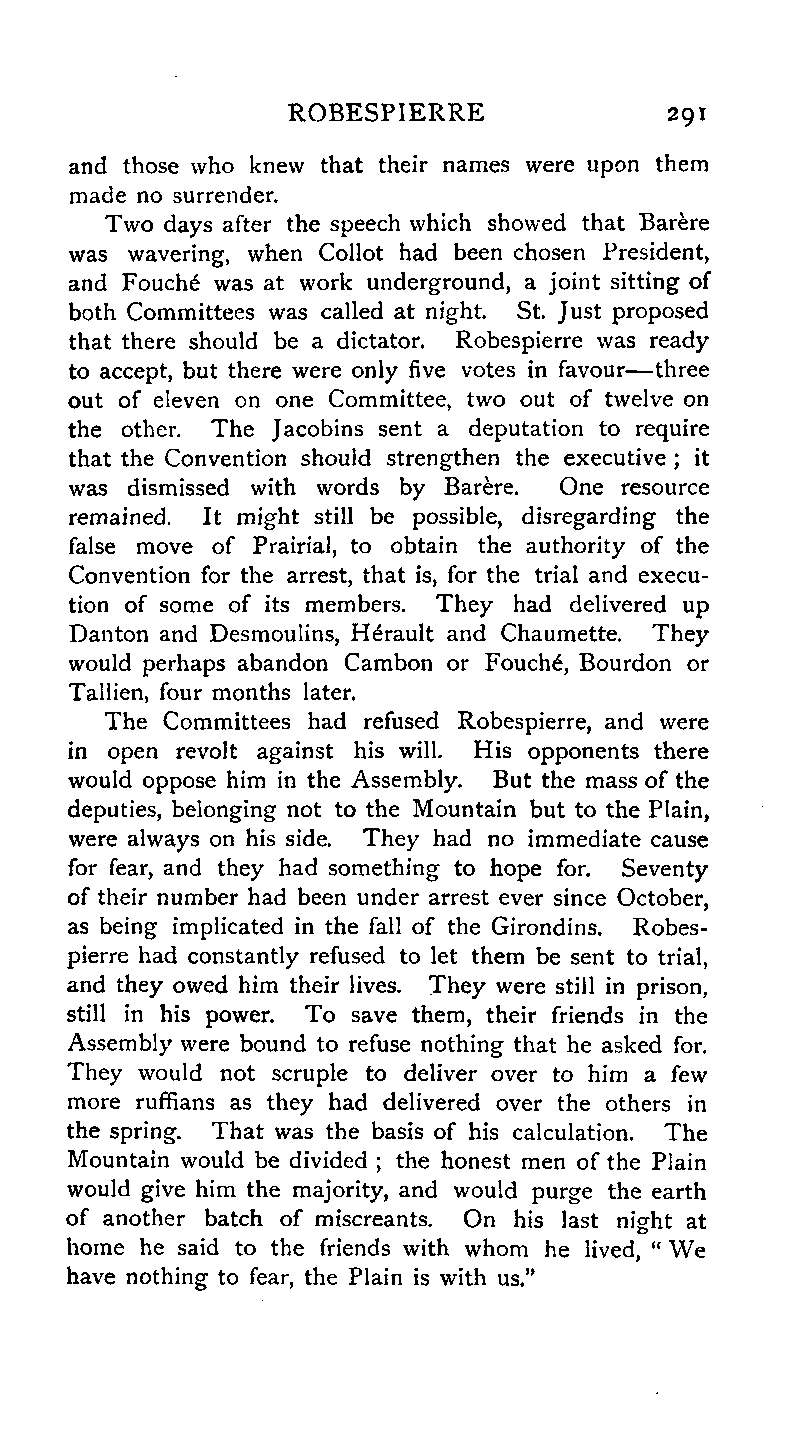 ROBESPIERRE 291
and those who knew that their names were upon them
made no surrender.
Two days after the speech which showed that Barère
was wavering, when Collot had been chosen President,
and Fouché was at work underground, a joint sitting of
both Committees was called at night. St. Just proposed
that there should be a dictator. Robespierre was ready
to accept, but there were only five votes in favour—three
out of eleven on one Committee, two out of twelve on
the other. The Jacobins sent a deputation to require
that the Convention should strengthen the executive ; it
was dismissed with words by Barère. One resource
remained. It might still be possible, disregarding the
false move of Prairial, to obtain the authority of the
Convention for the arrest, that is, for the trial and execu-
tion of some of its members. They had delivered up
Danton and Desmoulins, Hérault and Chaumette. They
would perhaps abandon Cambon or Fouché, Bourdon or
Tallien, four months later.
The Committees had refused Robespierre, and were
in open revolt against his will. His opponents there
would oppose him in the Assembly. But the mass of the
deputies, belonging not to the Mountain but to the Plain,
were always on his side. They had no immediate cause
for fear, and they had something to hope for. Seventy
of their number had been under arrest ever since October,
as being implicated in the fall of the Girondins. Robes-
pierre had constantly refused to let them be sent to trial,
and they owed him their lives. They were still in prison,
still in his power. To save them, their friends in the
Assembly were bound to refuse nothing that he asked for.
They would not scruple to deliver over to him a few
more ruffians as they had delivered over the others in
the spring. That was the basis of his calculation. The
Mountain would be divided ; the honest men of the Plain
would give him the majority, and would purge the earth
of another batch of miscreants. On his last night at
home he said to the friends with whom he lived, “ We
have nothing to fear, the Plain is with us.”